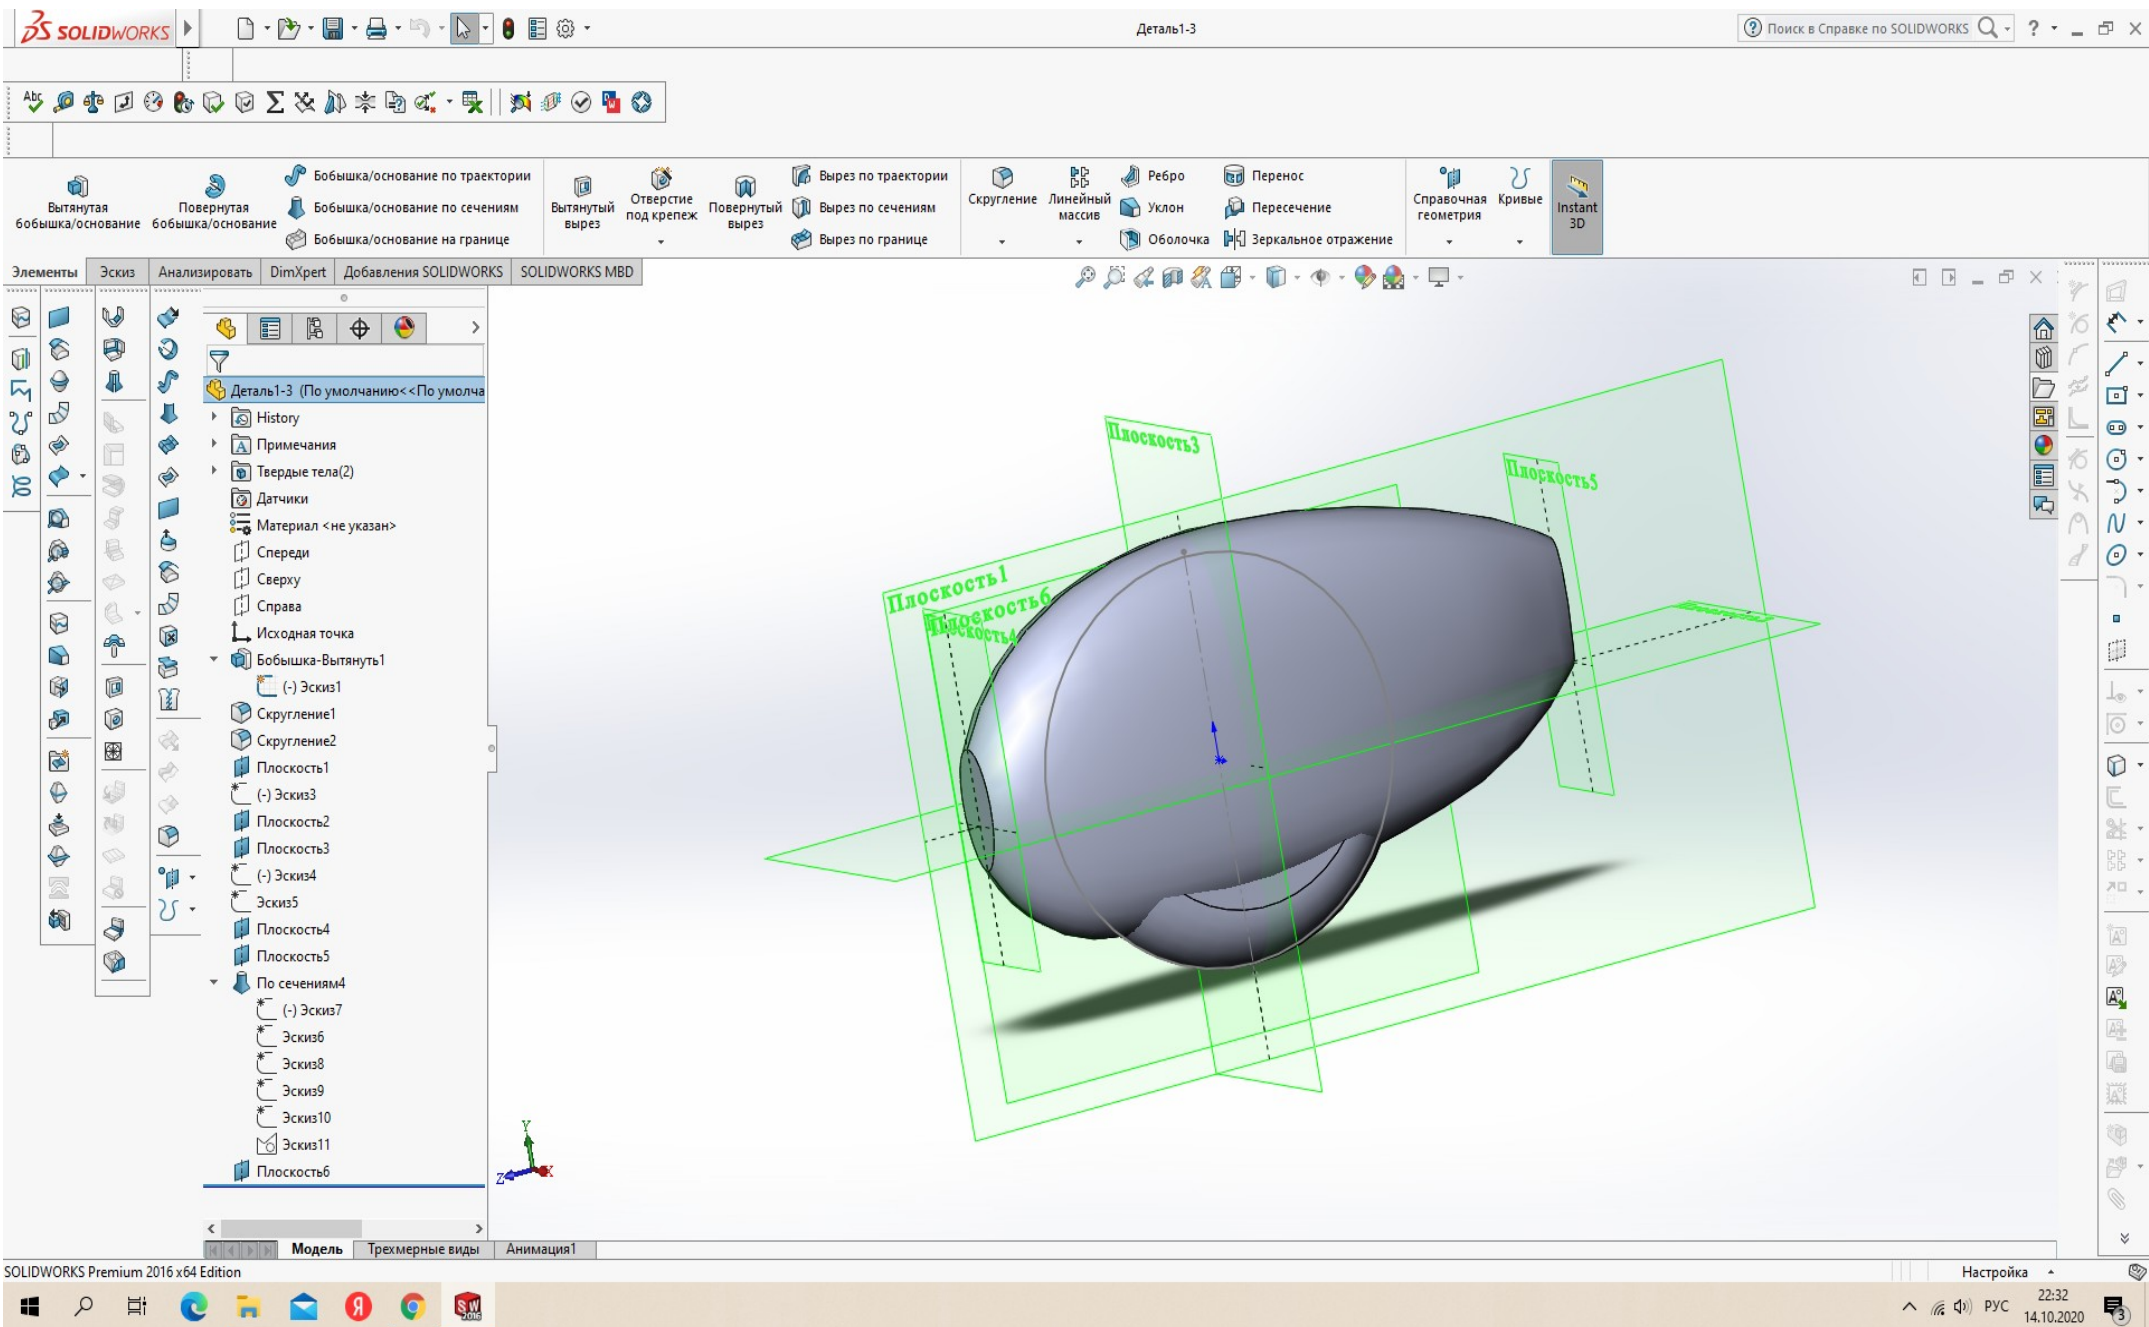 SOLIDWORKS
Деталь1-3
Поиск в Справке по SOLIDWORKS
Вытянутая бобышка/основание
Повернутая бобышка/основание
Бобышка/основание по траектории
Бобышка/основание по сечениям
Бобышка/основание на границе
Вытянутый вырез
Отверстие под крепеж
Повернутый вырез
Вырез по траектории
Вырез по сечениям
Вырез по границе
Скругление
Линейный массив
Ребро
Уклон
Оболочка
Перенос
Пересечение
Зеркальное отражение
Справочная геометрия
Кривые
Instant 3D
Элементы
Эскиз
Анализировать
DimXpert
Добавления SOLIDWORKS
SOLIDWORKS MBD
Деталь1-3 (По умолчанию<<По умолча
History
Примечания
Твердые тела(2)
Датчики
Материал <не указан>
Спереди
Сверху
Справа
Исходная точка
Бобышка-Вытянуть1
(-) Эскиз1
Скругление1
Скругление2
Плоскость1
(-) Эскиз3
Плоскость2
Плоскость3
(-) Эскиз4
Эскиз5
Плоскость4
Плоскость5
По сечениям4
(-) Эскиз7
Эскиз6
Эскиз8
Эскиз9
Эскиз10
Эскиз11
Плоскость6
Плоскость3
Плоскость5
Плоскость1
Плоскость6
Y
Z
X
Модель
Трехмерные виды
Анимация1
SOLIDWORKS Premium 2016 x64 Edition
Настройка
РУС
22:32
14.10.2020
3